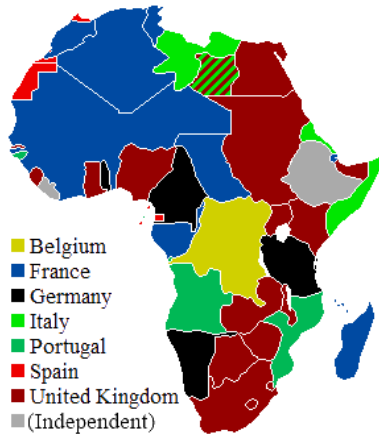 Belgium
France
Germany
Italy
Portugal
Spain
United Kingdom
(Independent)